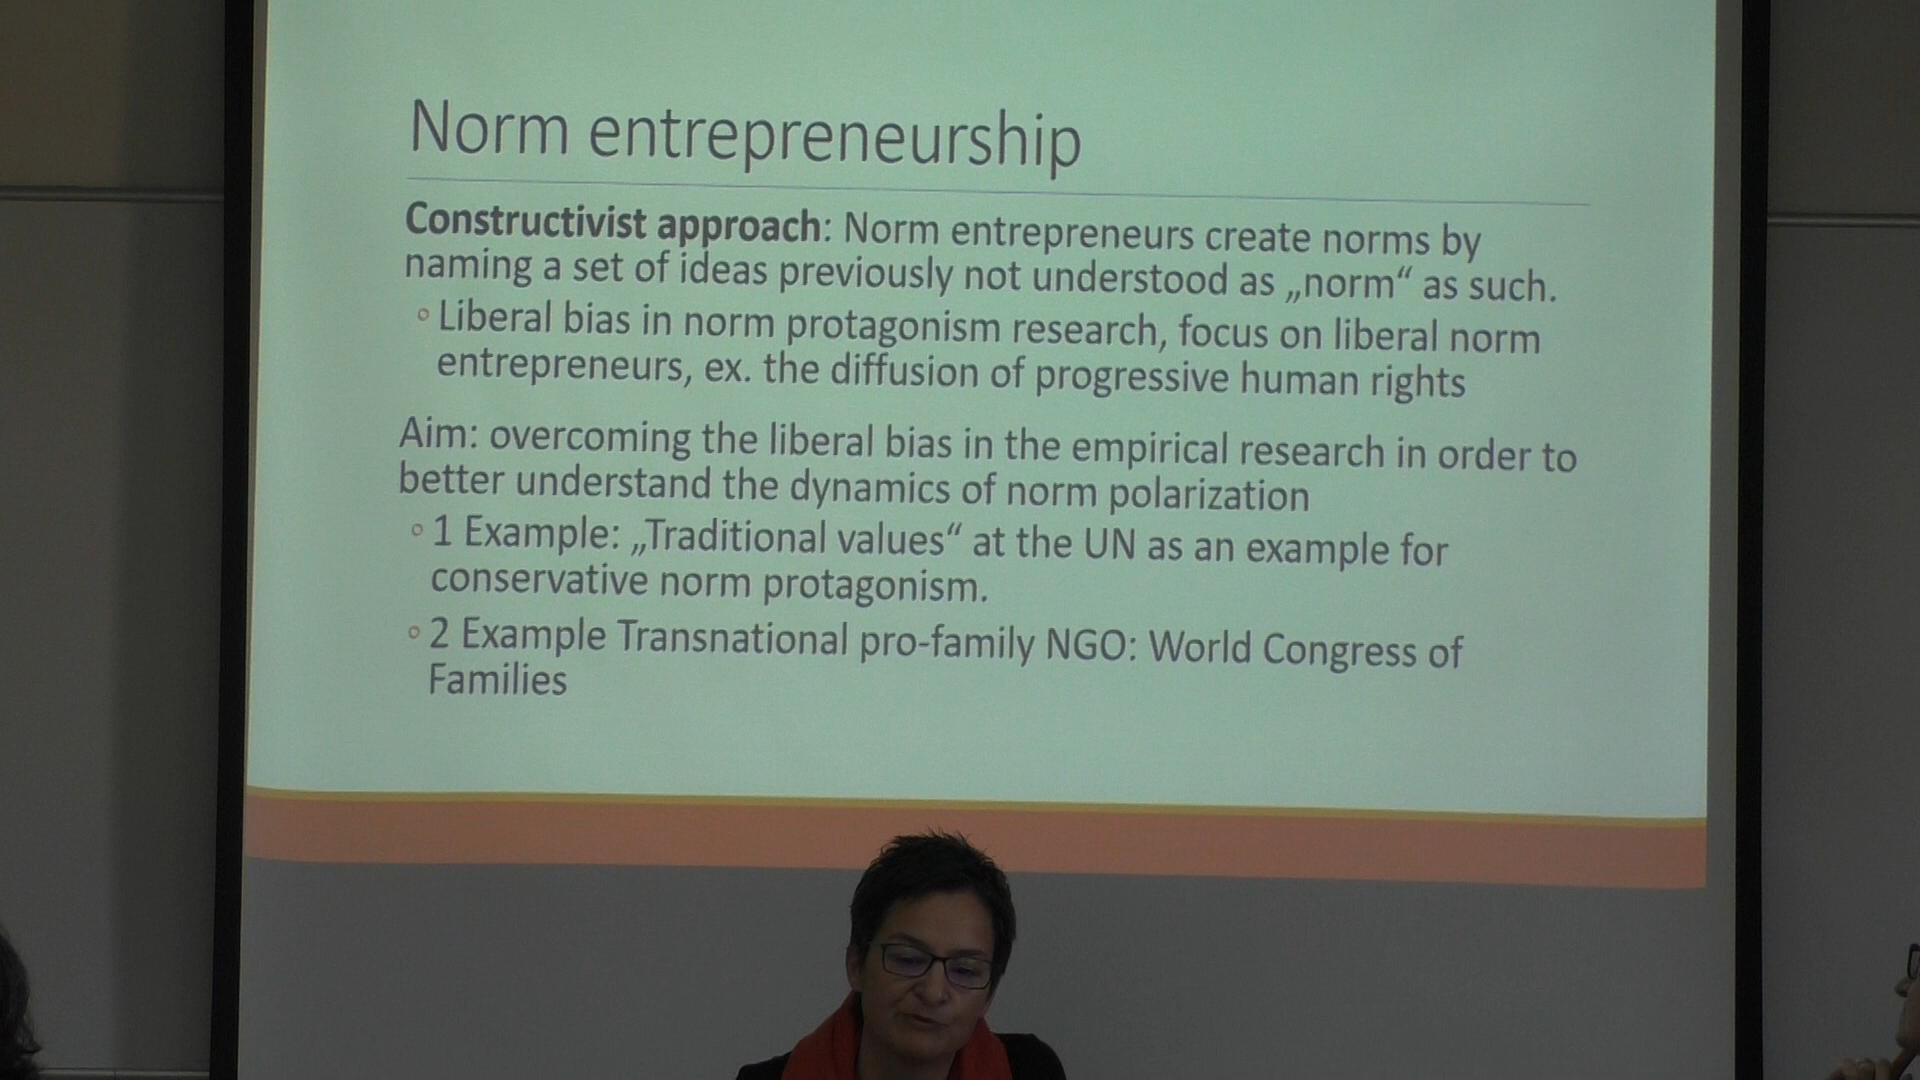 Norm entrepreneurship
Constructivist approach: Norm entrepreneurs create norms by
naming a set of ideas previously not understood as „norm“ as such.
◦ Liberal bias in norm protagonism research, focus on liberal norm
entrepreneurs, ex. the diffusion of progressive human rights
Aim: overcoming the liberal bias in the empirical research in order to
better understand the dynamics of norm polarization
◦ 1 Example: „Traditional values“ at the UN as an example for
conservative norm protagonism.
◦ 2 Example Transnational pro-family NGO: World Congress of
Families